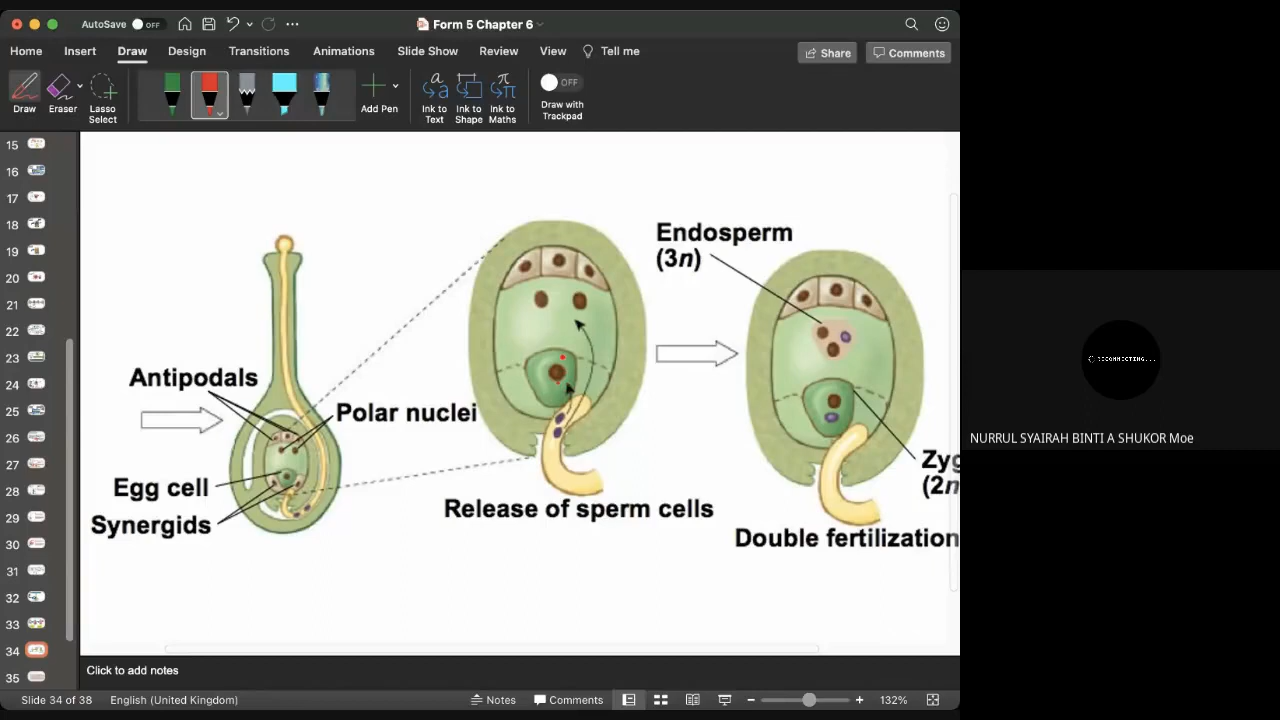 AutoSave OFF
Form 5 Chapter 6
Home Insert Draw Design Transitions Animations Slide Show Review View Tell me
Share Comments
Draw
Eraser
Lasso
Select
Add Pen
Ink to
Text
Ink to
Shape
Ink to
Maths
OFF
Draw with
Trackpad
15
16
17
18
19
20
21
22
23
24
25
26
27
28
29
30
31
32
33
34
35
Endosperm
(3n)
Antipodals
Polar nuclei
Egg cell
Synergids
Release of sperm cells
Zyg
(2n
Double fertilization
Click to add notes
Slide 34 of 38 English (United Kingdom) Notes Comments 132%
RECONNECTING...
NURRUL SYAIRAH BINTI A SHUKOR Moe